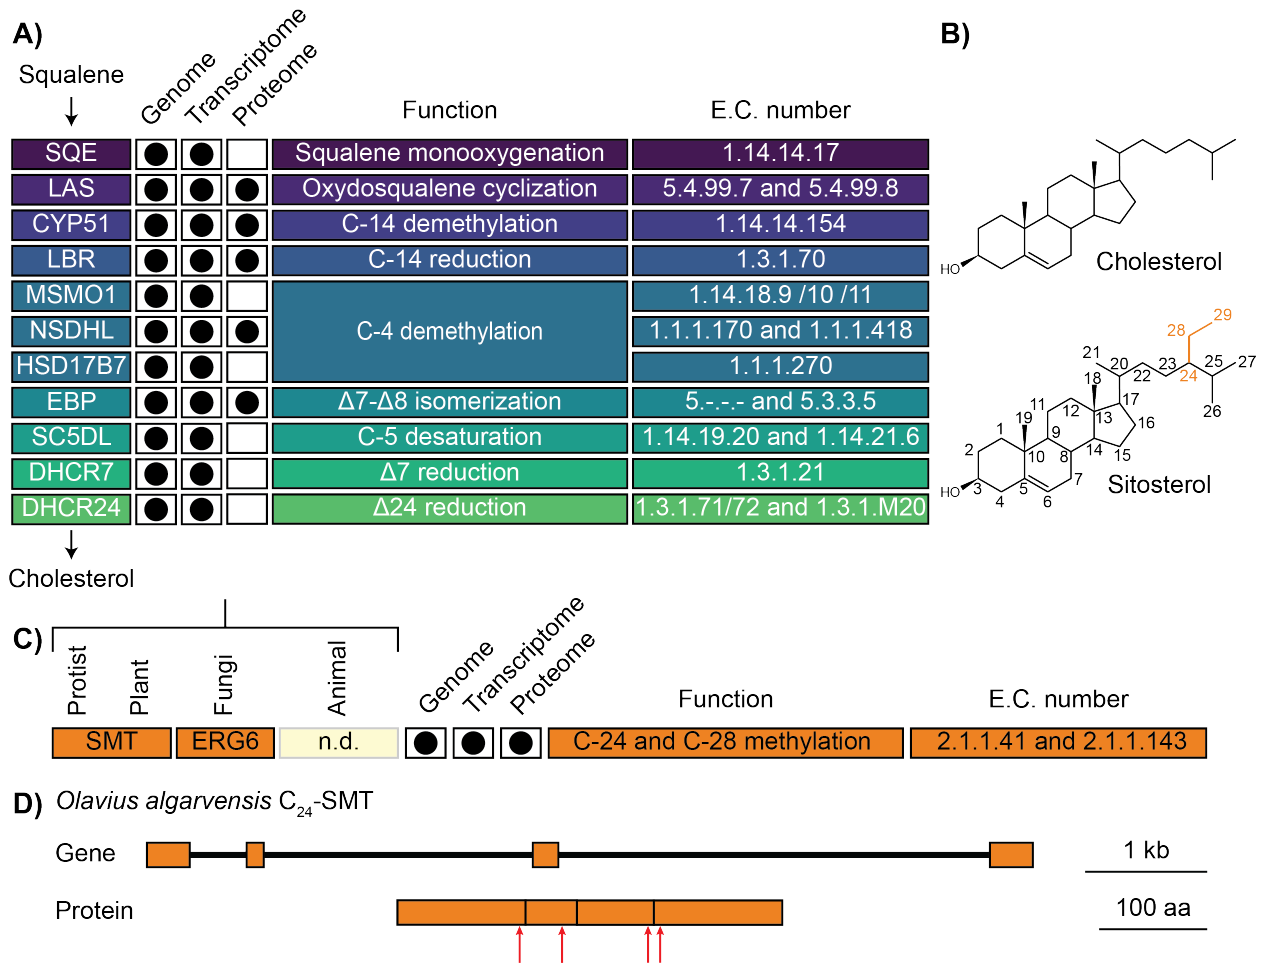 A)
Squalene
Genome
Transcriptome
Proteome
Function
E.C. number
SQE
Squalene monooxygenation
1.14.14.17
LAS
Oxydosqualene cyclization
5.4.99.7 and 5.4.99.8
CYP51
C-14 demethylation
1.14.14.154
LBR
C-14 reduction
1.3.1.70
MSMO1
1.14.18.9 /10 /11
NSDHL
C-4 demethylation
1.1.1.170 and 1.1.1.418
HSD17B7
1.1.1.270
EBP
Δ7-Δ8 isomerization
5.-.-.- and 5.3.3.5
SC5DL
C-5 desaturation
1.14.19.20 and 1.14.21.6
DHCR7
Δ7 reduction
1.3.1.21
DHCR24
Δ24 reduction
1.3.1.71/72 and 1.3.1.M20
Cholesterol
B)
HO
Cholesterol
29
28
21
20
23
25
27
22
24
18
26
17
11
12
13
16
19
1
9
14
15
2
10
8
HO
3
5
7
4
6
Sitosterol
C)
Protist
Plant
Fungi
Animal
Genome
Transcriptome
Proteome
Function
E.C. number
SMT
ERG6
n.d.
C-24 and C-28 methylation
2.1.1.41 and 2.1.1.143
D)
Olavius algarvensis C24-SMT
Gene
1 kb
Protein
100 aa